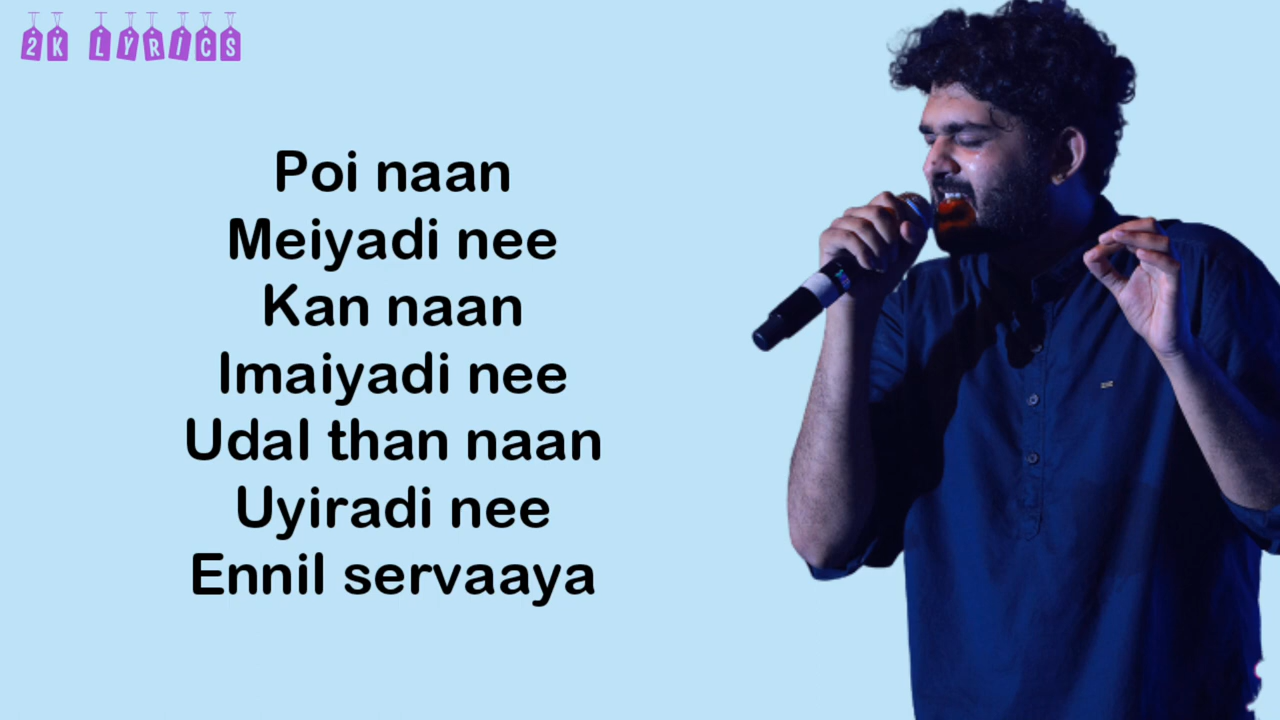 2K LYRICS
Poi naan
Meiyadi nee
Kan naan
Imaiyadi nee
Udal than naan
Uyiradi nee
Ennil servaaya